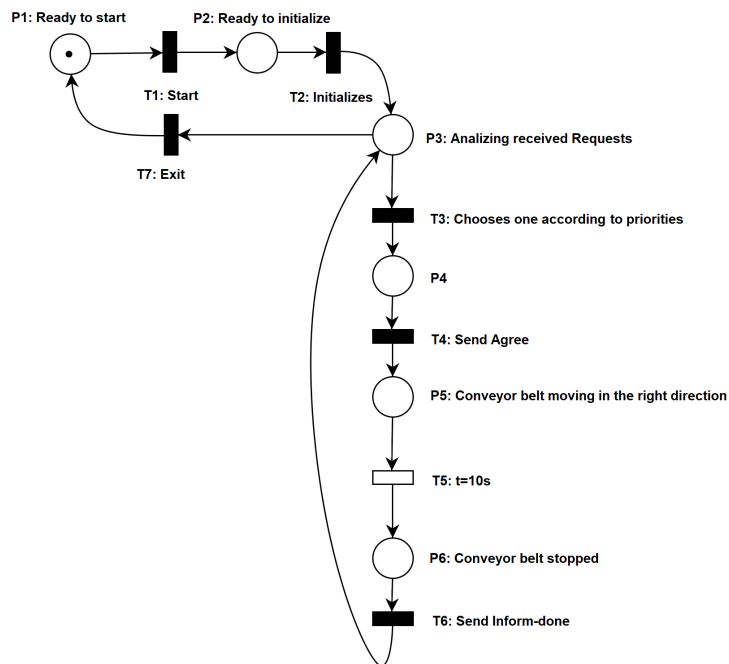 P1: Ready to start
P2: Ready to initialize
T1: Start
T2: Initializes
P3: Analizing received Requests
T7: Exit
T3: Chooses one according to priorities
P4
T4: Send Agree
P5: Conveyor belt moving in the right direction
T5: t=10s
P6: Conveyor belt stopped
T6: Send Inform-done